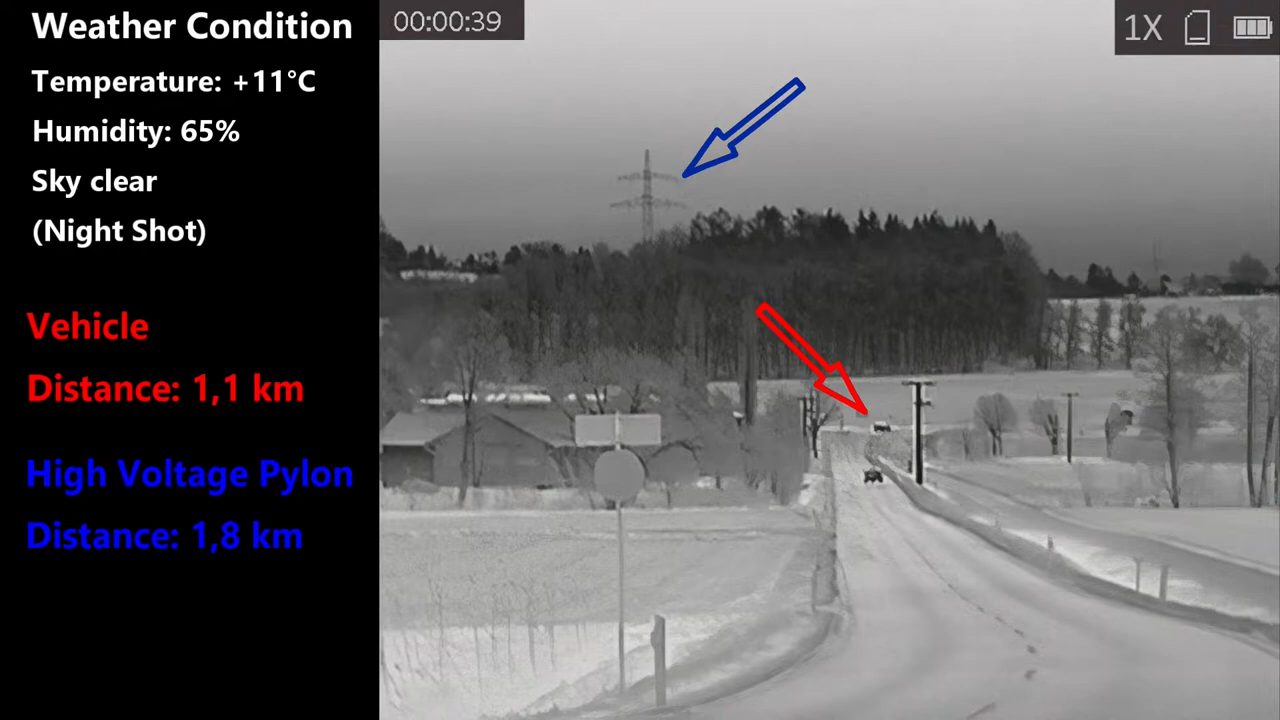 Weather Condition
Temperature: +11°C
Humidity: 65%
Sky clear
(Night Shot)
Vehicle
Distance: 1,1 km
High Voltage Pylon
Distance: 1,8 km
00:00:39
1X